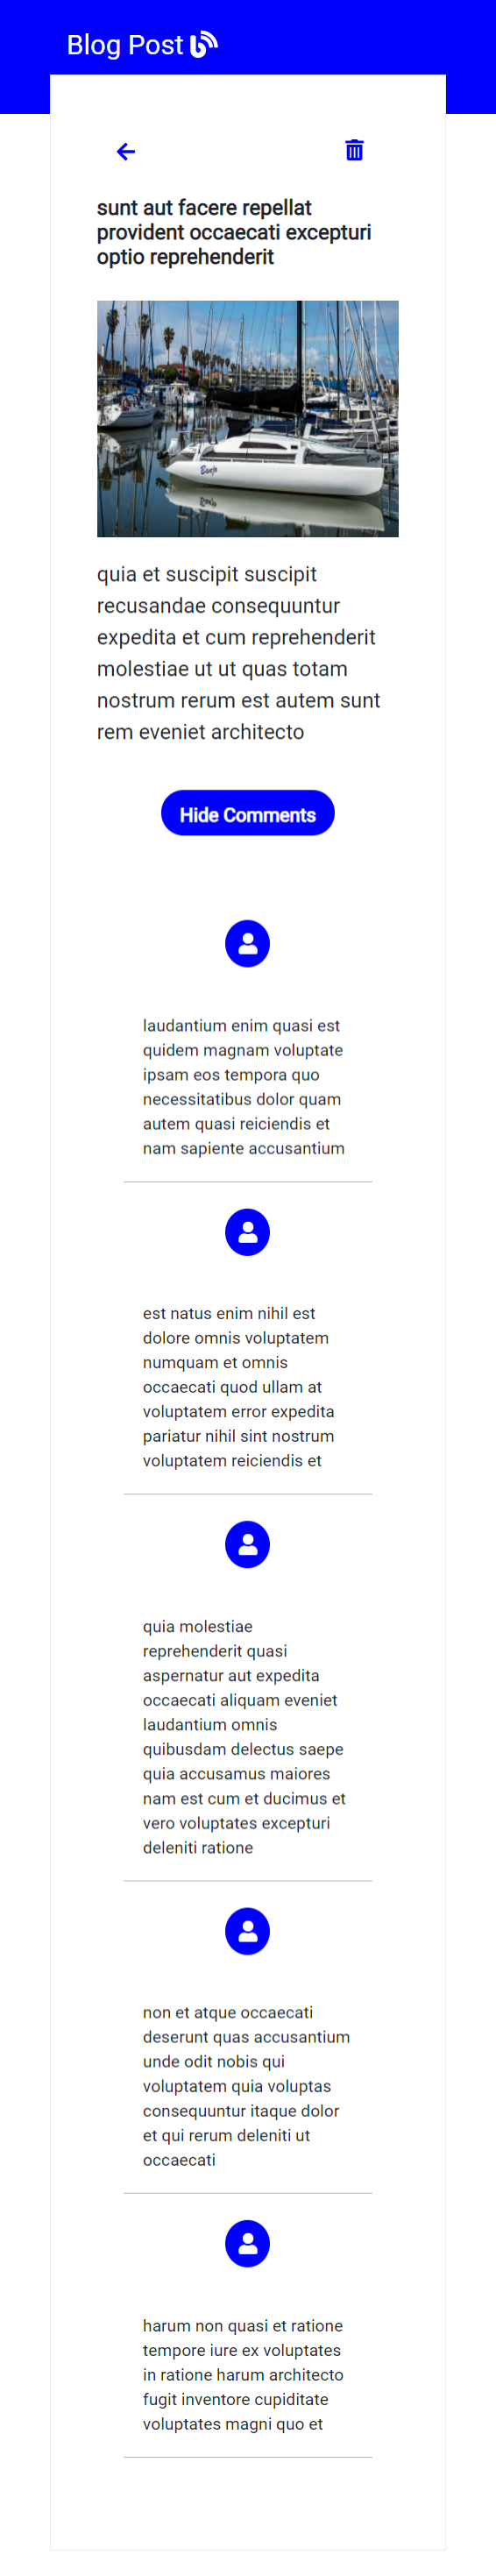 Blog Post
sunt aut facere repellat
provident occaecati excepturi
optio reprehenderit
Banjo
quia et suscipit suscipit
recusandae consequuntur
expedita et cum reprehenderit
molestiae ut ut quas totam
nostrum rerum est autem sunt
rem eveniet architecto
Hide Comments
laudantium enim quasi est
quidem magnam voluptate
ipsam eos tempora quo
necessitatibus dolor quam
autem quasi reiciendis et
nam sapiente accusantium
est natus enim nihil est
dolore omnis voluptatem
numquam et omnis
occaecati quod ullam at
voluptatem error expedita
pariatur nihil sint nostrum
voluptatem reiciendis et
quia molestiae
reprehenderit quasi
aspernatur aut expedita
occaecati aliquam eveniet
laudantium omnis
quibusdam delectus saepe
quia accusamus maiores
nam est cum et ducimus et
vero voluptates excepturi
deleniti ratione
non et atque occaecati
deserunt quas accusantium
unde odit nobis qui
voluptatem quia voluptas
consequuntur itaque dolor
et qui rerum deleniti ut
occaecati
harum non quasi et ratione
tempore iure ex voluptates
in ratione harum architecto
fugit inventore cupiditate
voluptates magni quo et